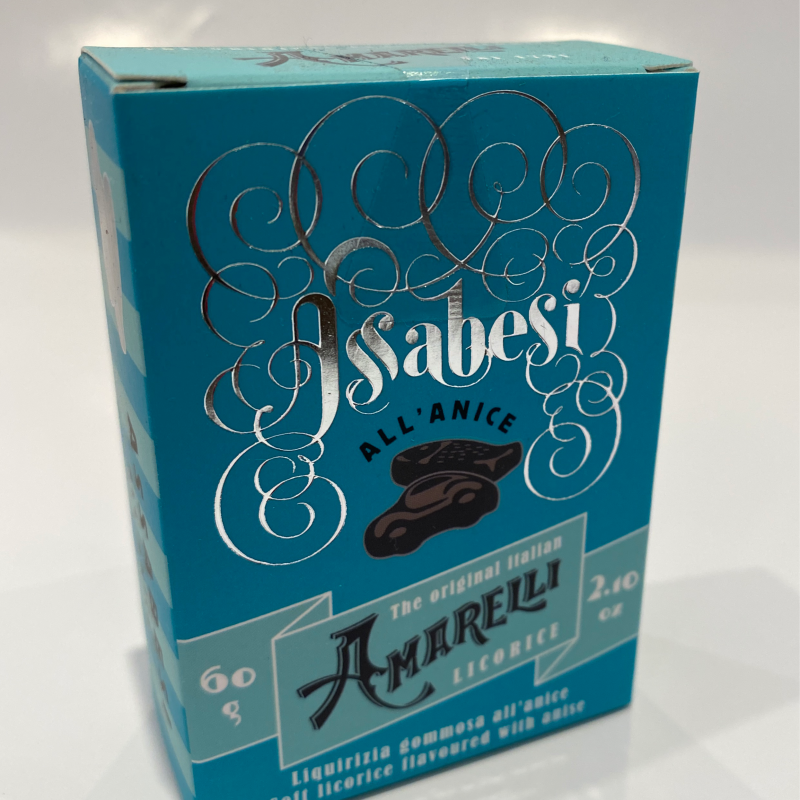 AMARELLI
Assabesi
ALL'ANICE
The original Italian
AMARELLI
LICORICE
60
g
2.10
oz
Liquirizia gommosa all'anice
licorice flavoured with anise